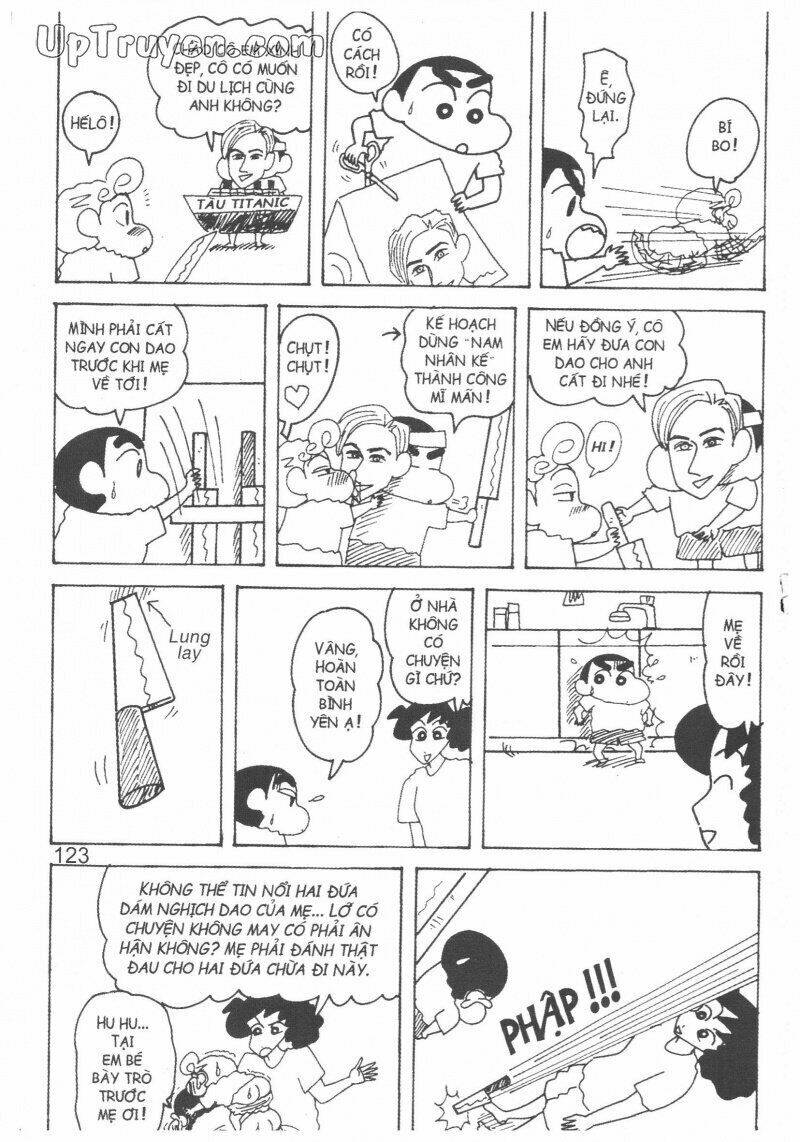 UpTruyen.com
BÍ
BO!
Ê,
ĐỨNG
LẠI.
CÓ
CÁCH
RỒI!
CHÀO CÔ EM XINH
ĐẸP, CÔ CÓ MUỐN
ĐI DU LỊCH CÙNG
ANH KHÔNG?
TÀU TITANIC
HÊLÔ!
NẾU ĐỒNG Ý, CÔ
EM HÃY ĐƯA CON
DAO CHO ANH
CẤT ĐI NHÉ!
HI!
KẾ HOẠCH
DÙNG "NAM
NHÂN KẾ"
THÀNH CÔNG
MĨ MÃN!
CHỤT!
CHỤT!
MÌNH PHẢI CẤT
NGAY CON DAO
TRƯỚC KHI MẸ
VỀ TỚI!
MẸ
VỀ
RỒI
ĐÂY!
Ở NHÀ
KHÔNG
CÓ
CHUYỆN
GÌ CHỨ?
VÂNG,
HOÀN
TOÀN
BÌNH
YÊN Ạ!
Lung
lay
123
PHẬP !!!
KHÔNG THỂ TIN NỔI HAI ĐỨA
DÁM NGHỊCH DAO CỦA MẸ... LỠ CÓ
CHUYỆN KHÔNG MAY CÓ PHẢI ÂN
HẬN KHÔNG? MẸ PHẢI ĐÁNH THẬT
ĐAU CHO HAI ĐỨA CHỪA ĐI NÀY.
HU HU...
TẠI
EM BÉ
BÀY TRÒ
TRƯỚC
MẸ ƠI!